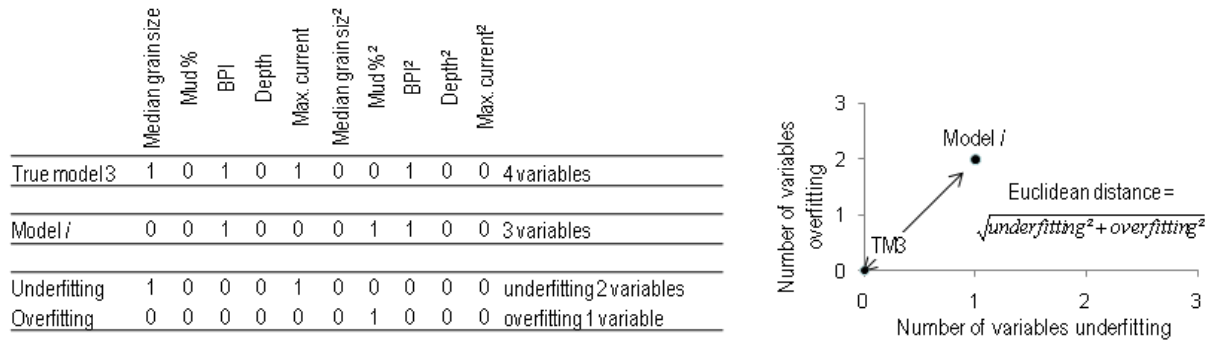 Median grain size
Mud %
BPI
Depth
Max. current
Median grain siz²
Mud %²
BPI²
Depth²
Max. current²
True model 3 1 0 1 0 1 0 0 1 0 0 4 variables
Model i 0 0 1 0 0 0 1 1 0 0 3 variables
Underfitting 1 0 0 0 1 0 0 0 0 0 underfitting 2 variables
Overfitting 0 0 0 0 0 0 1 0 0 0 overfitting 1 variable
Number of variables
overfitting
3
2
1
0
Model i
Euclidean distance =
√underfitting² + overfitting²
TM3
0 1 2 3
Number of variables underfitting